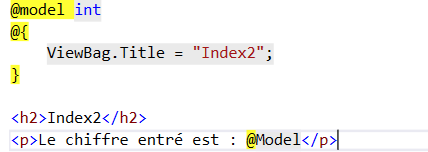 @model int
@{
ViewBag.Title = "Index2";
}
<h2>Index2</h2>
<p>Le chiffre entré est : @Model</p>